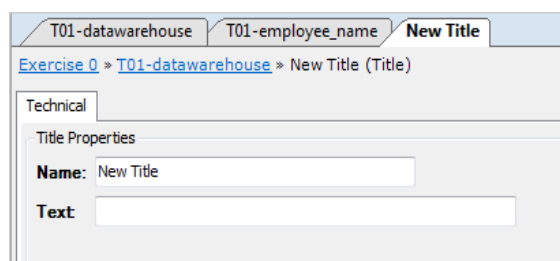 T01-datawarehouse T01-employee_name New Title
Exercise 0 » T01-datawarehouse » New Title (Title)
Technical
Title Properties
Name: New Title
Text: